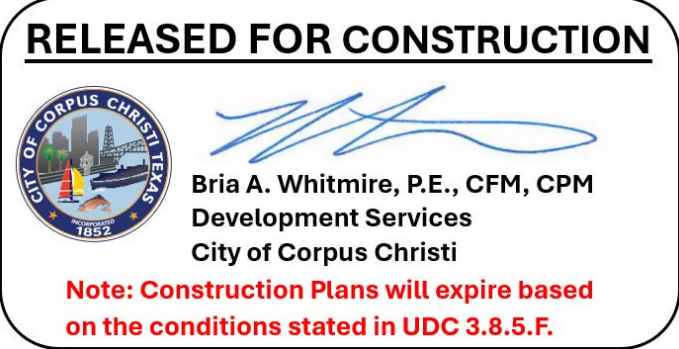 RELEASED FOR CONSTRUCTION
CITY OF CORPUS CHRISTI TEXAS
INCORPORATED
1852
Bria A. Whitmire, P.E., CFM, CPM
Development Services
City of Corpus Christi
Note: Construction Plans will expire based
on the conditions stated in UDC 3.8.5.F.